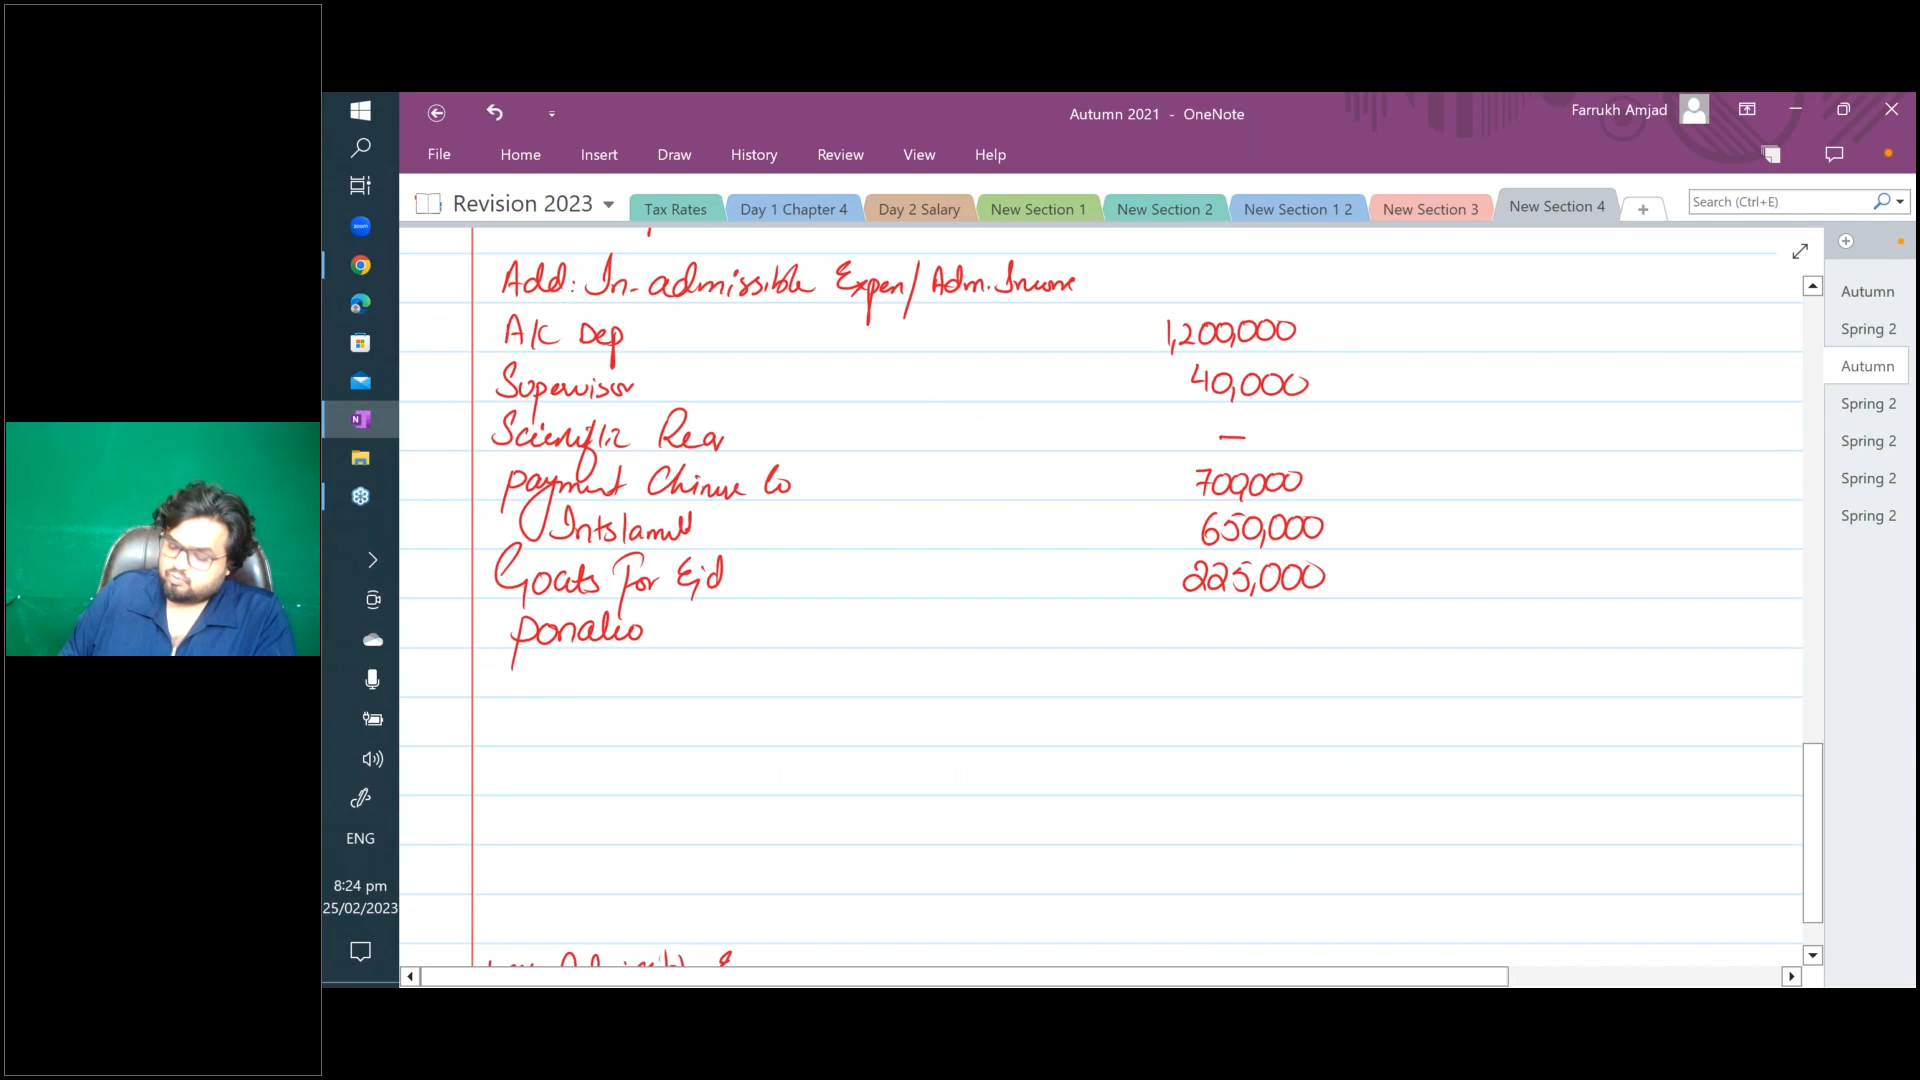 Autumn 2021 - OneNote
Farrukh Amjad
File Home Insert Draw History Review View Help
Revision 2023
Tax Rates
Day 1 Chapter 4
Day 2 Salary
New Section 1
New Section 2
New Section 1 2
New Section 3
New Section 4
Search (Ctrl+E)
Add: In-admissible Expen/ Adm. Income
A/C Dep 1,200,000
Supervisor 40,000
Scientific —
Payment Chinese Co 700,000
650,000
Goats For Eid 225,000
Donatio
Autumn
Spring 2
Autumn
Spring 2
Spring 2
Spring 2
Spring 2
zoom
N
ENG
8:24 pm
25/02/2023